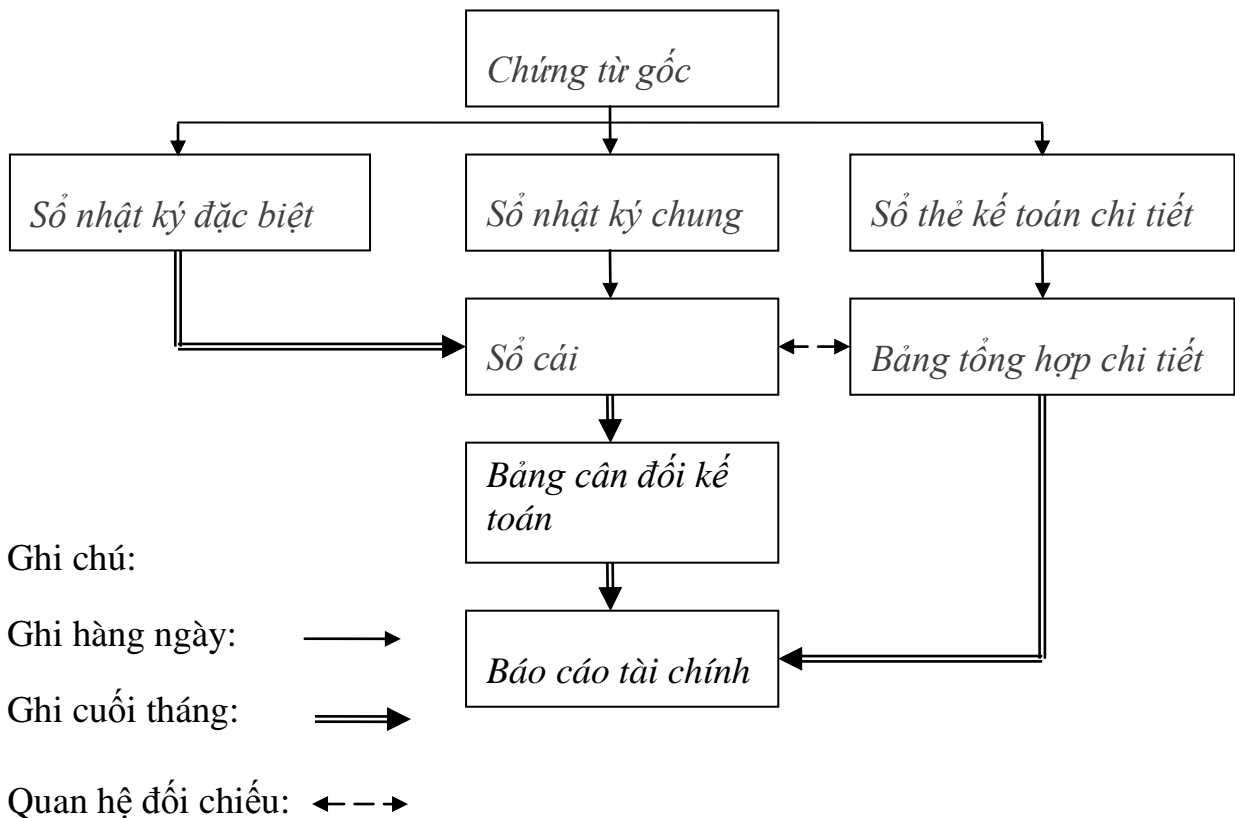 Chứng từ gốc
Sổ nhật ký đặc biệt
Sổ nhật ký chung
Sổ thẻ kế toán chi tiết
Sổ cái
Bảng tổng hợp chi tiết
Bảng cân đối kế
toán
Ghi chú:
Ghi hàng ngày:
Báo cáo tài chính
Ghi cuối tháng:
Quan hệ đối chiếu: